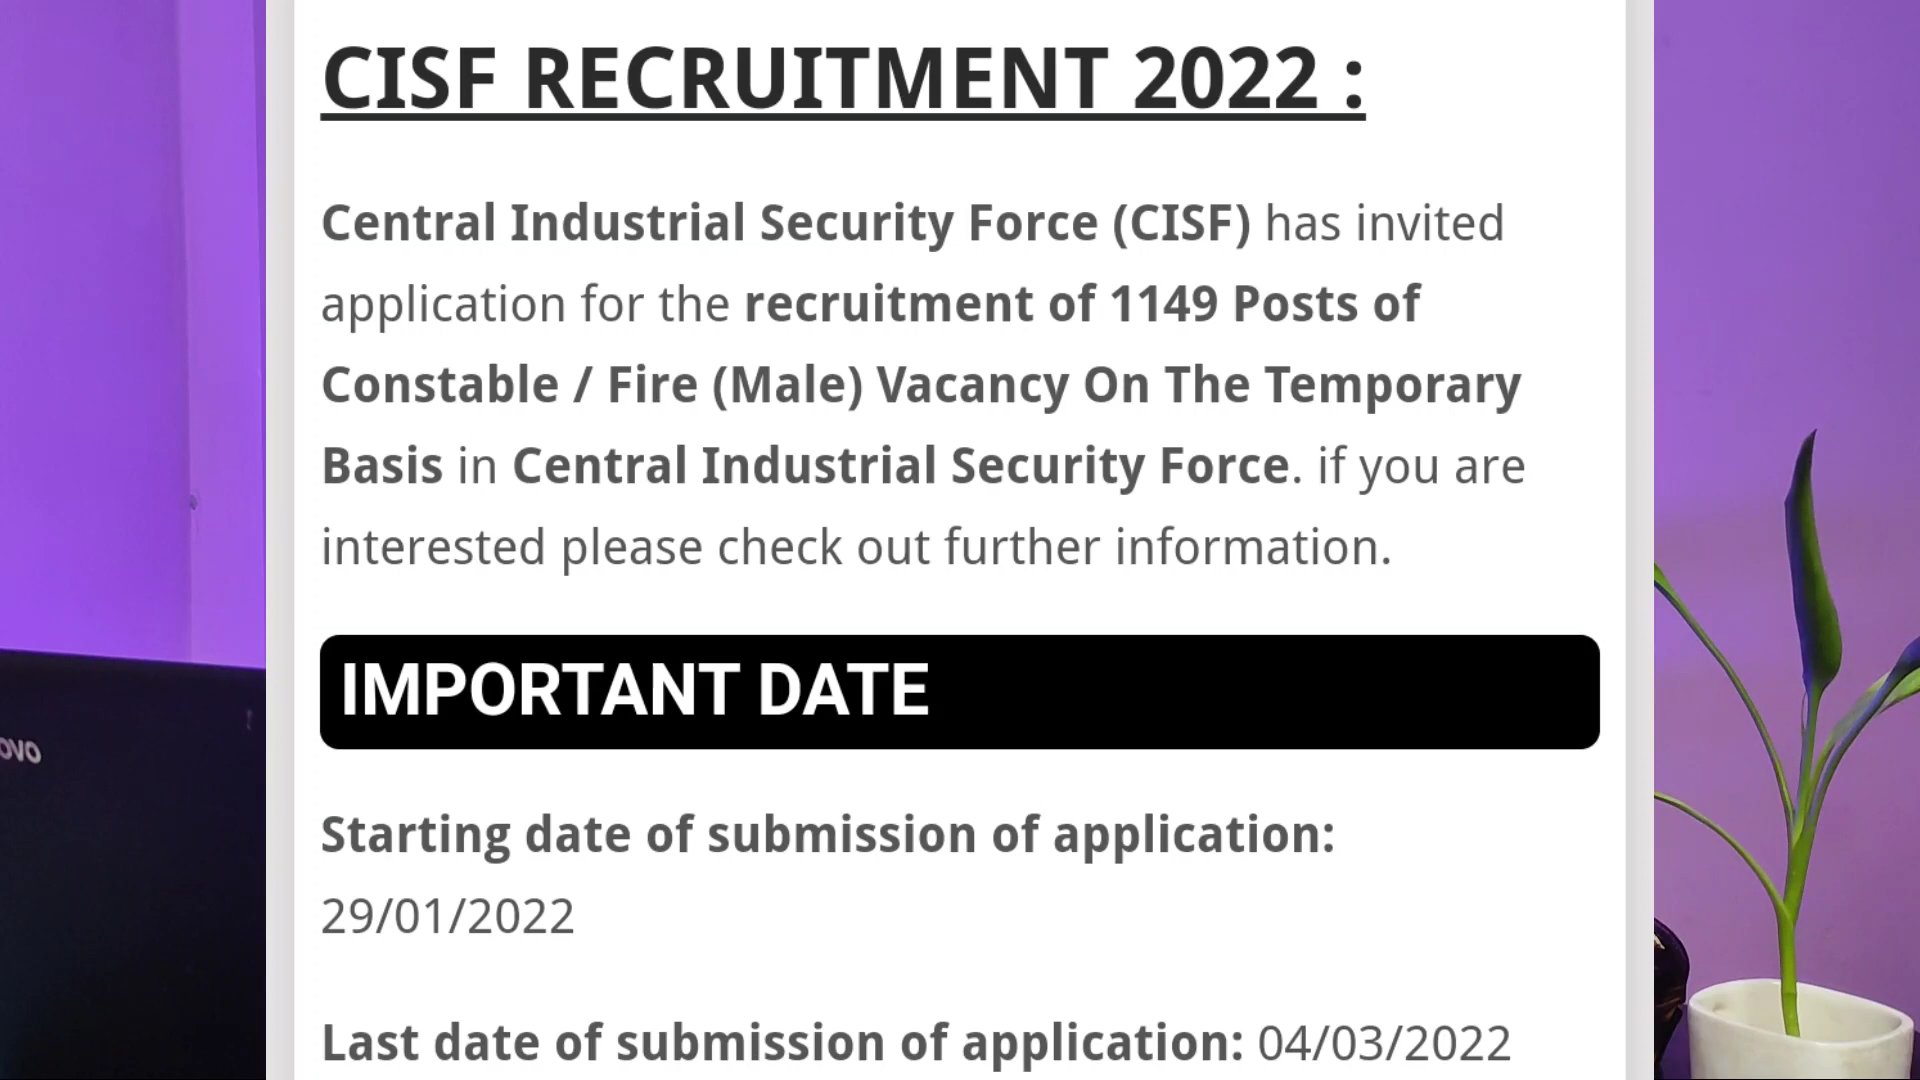 CISF RECRUITMENT 2022 :
Central Industrial Security Force (CISF) has invited
application for the recruitment of 1149 Posts of
Constable / Fire (Male) Vacancy On The Temporary
Basis in Central Industrial Security Force. if you are
interested please check out further information.
IMPORTANT DATE
Starting date of submission of application:
29/01/2022
Last date of submission of application: 04/03/2022
ovo